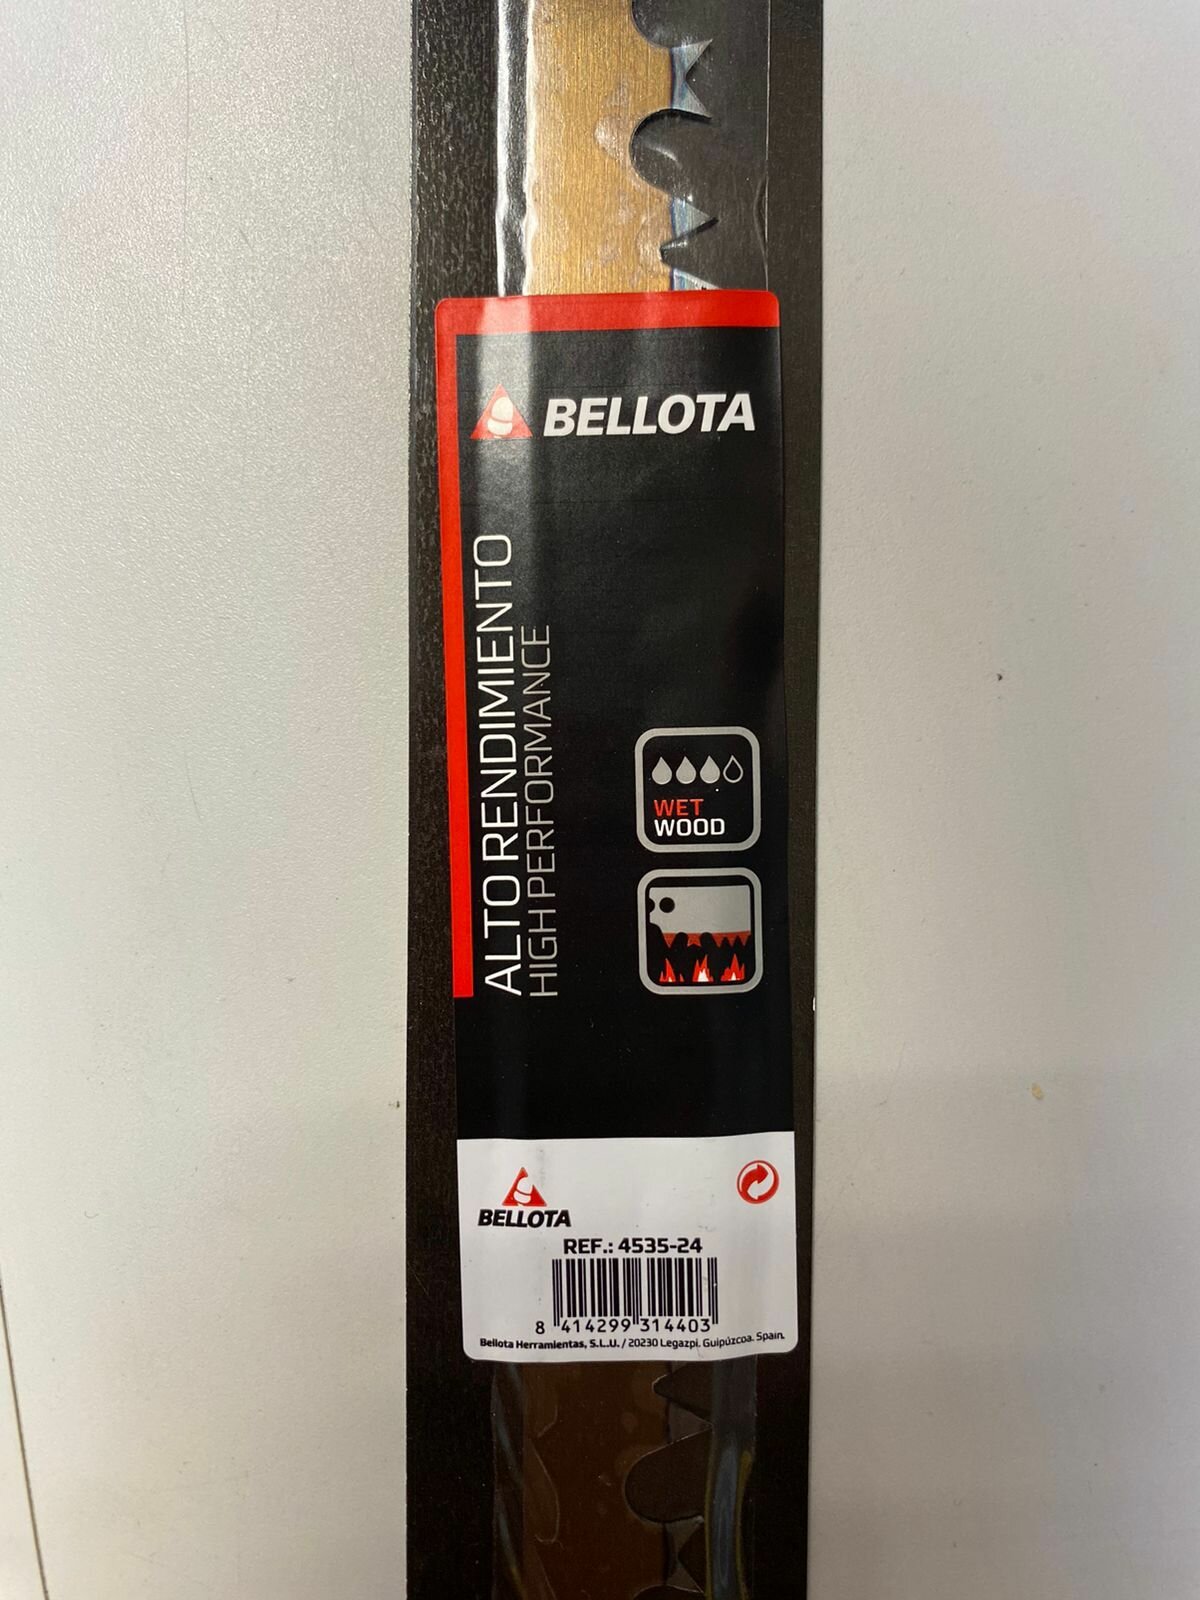 BELLOTA
ALTO RENDIMIENTO
HIGH PERFORMANCE
WET
WOOD
BELLOTA
REF.: 4535-24
8 414299 314403
Bellota Herramientas, S.L.U. / 20230 Legazpi. Guipúzcoa. Spain.